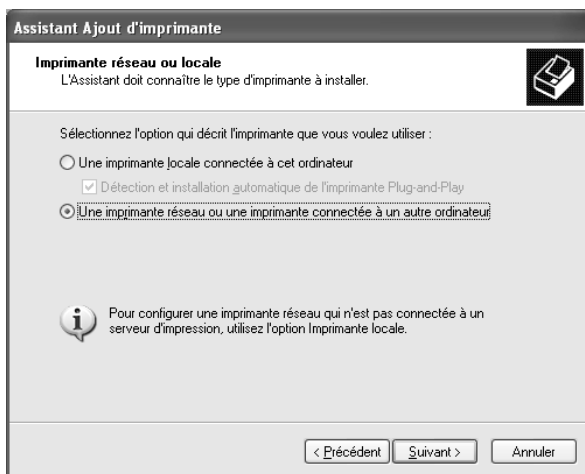 Assistant Ajout d'imprimante
Imprimante réseau ou locale
L'Assistant doit connaître le type d'imprimante à installer.
Sélectionnez l'option qui décrit l'imprimante que vous voulez utiliser :
Une imprimante locale connectée à cet ordinateur
Détection et installation automatique de l'imprimante Plug-and-Play
Une imprimante réseau ou une imprimante connectée à un autre ordinateur
Pour configurer une imprimante réseau qui n'est pas connectée à un
serveur d'impression, utilisez l'option Imprimante locale.
< Précédent Suivant > Annuler